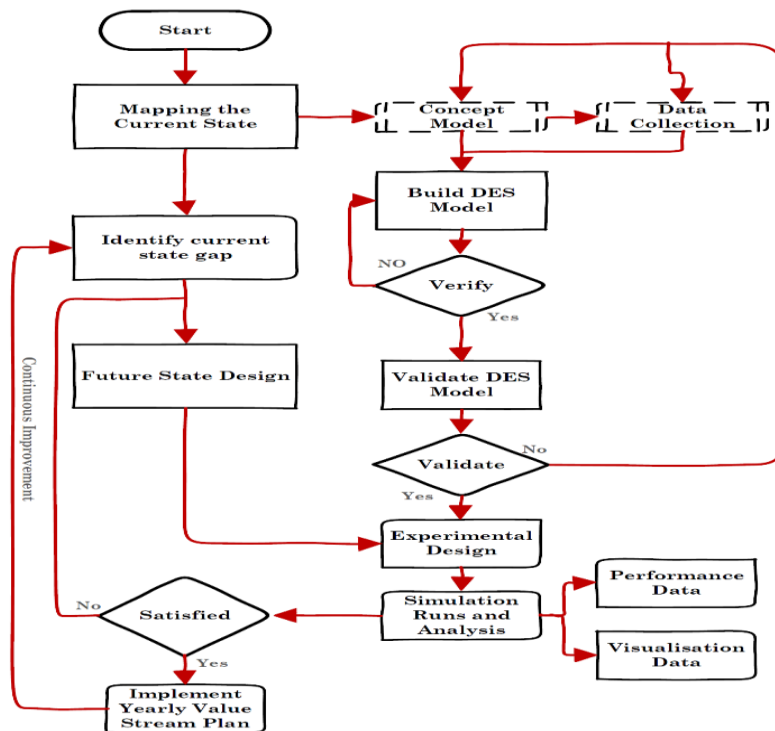 Start
Mapping the
Current State
Concept
Model
Data
Collection
Build DES
Model
Identify current
state gap
NO
Verify
Yes
Future State Design
Validate DES
Model
Continuous Improvement
Validate
No
Yes
Experimental
Design
Performance
Data
No
Satisfied
Simulation
Runs and
Analysis
Visualisation
Data
Yes
Implement
Yearly Value
Stream Plan